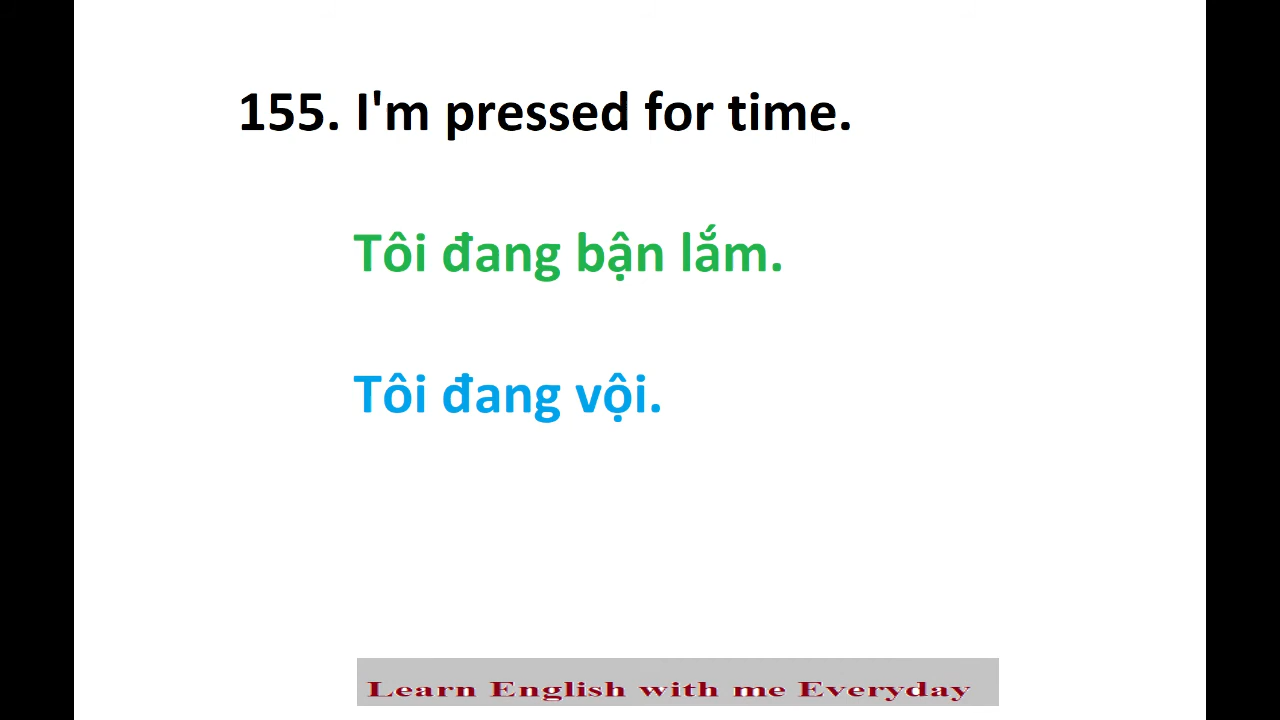 155. I'm pressed for time.
Tôi đang bận lắm.
Tôi đang vội.
Learn English with me Everyday